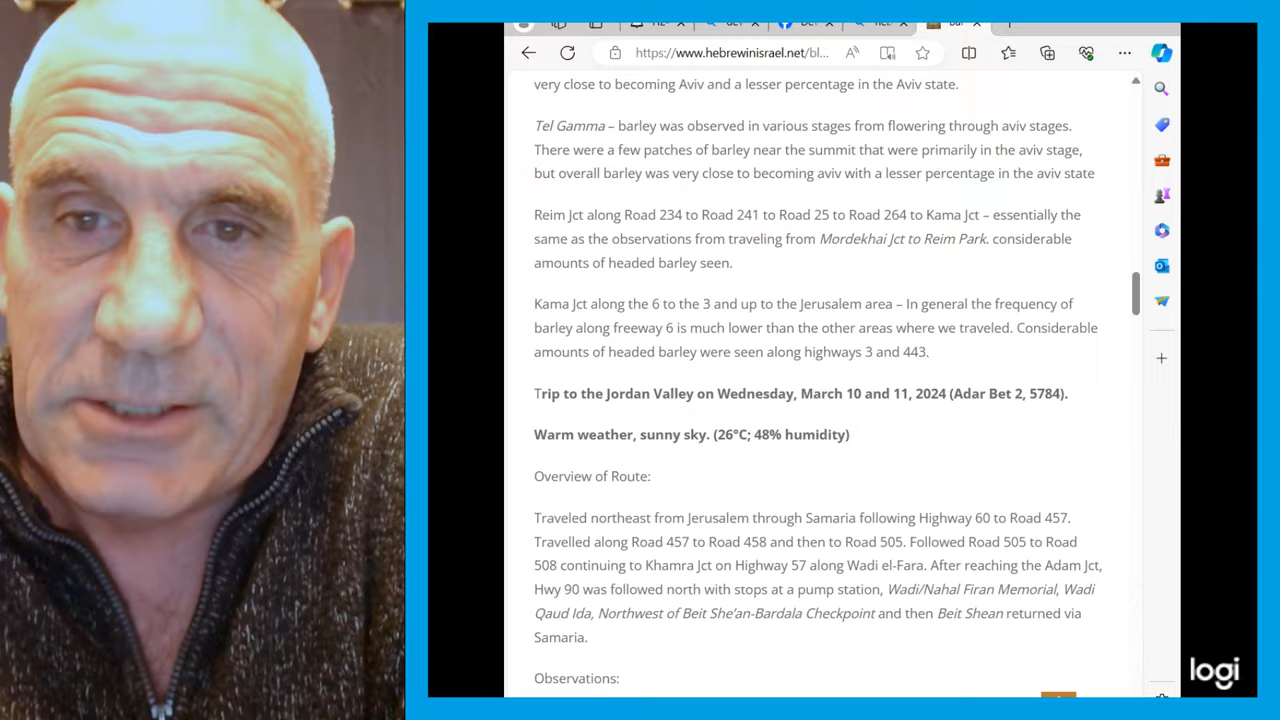 https://www.hebrewinisrael.net/bl...
very close to becoming Aviv and a lesser percentage in the Aviv state.
Tel Gamma – barley was observed in various stages from flowering through aviv stages.
There were a few patches of barley near the summit that were primarily in the aviv stage,
but overall barley was very close to becoming aviv with a lesser percentage in the aviv state
Reim Jct along Road 234 to Road 241 to Road 25 to Road 264 to Kama Jct – essentially the
same as the observations from traveling from Mordekhai Jct to Reim Park. considerable
amounts of headed barley seen.
Kama Jct along the 6 to the 3 and up to the Jerusalem area – In general the frequency of
barley along freeway 6 is much lower than the other areas where we traveled. Considerable
amounts of headed barley were seen along highways 3 and 443.
Trip to the Jordan Valley on Wednesday, March 10 and 11, 2024 (Adar Bet 2, 5784).
Warm weather, sunny sky. (26°C; 48% humidity)
Overview of Route:
Traveled northeast from Jerusalem through Samaria following Highway 60 to Road 457.
Travelled along Road 457 to Road 458 and then to Road 505. Followed Road 505 to Road
508 continuing to Khamra Jct on Highway 57 along Wadi el-Fara. After reaching the Adam Jct,
Hwy 90 was followed north with stops at a pump station, Wadi/Nahal Firan Memorial, Wadi
Qaud Ida, Northwest of Beit She'an-Bardala Checkpoint and then Beit Shean returned via
Samaria.
Observations:
logi